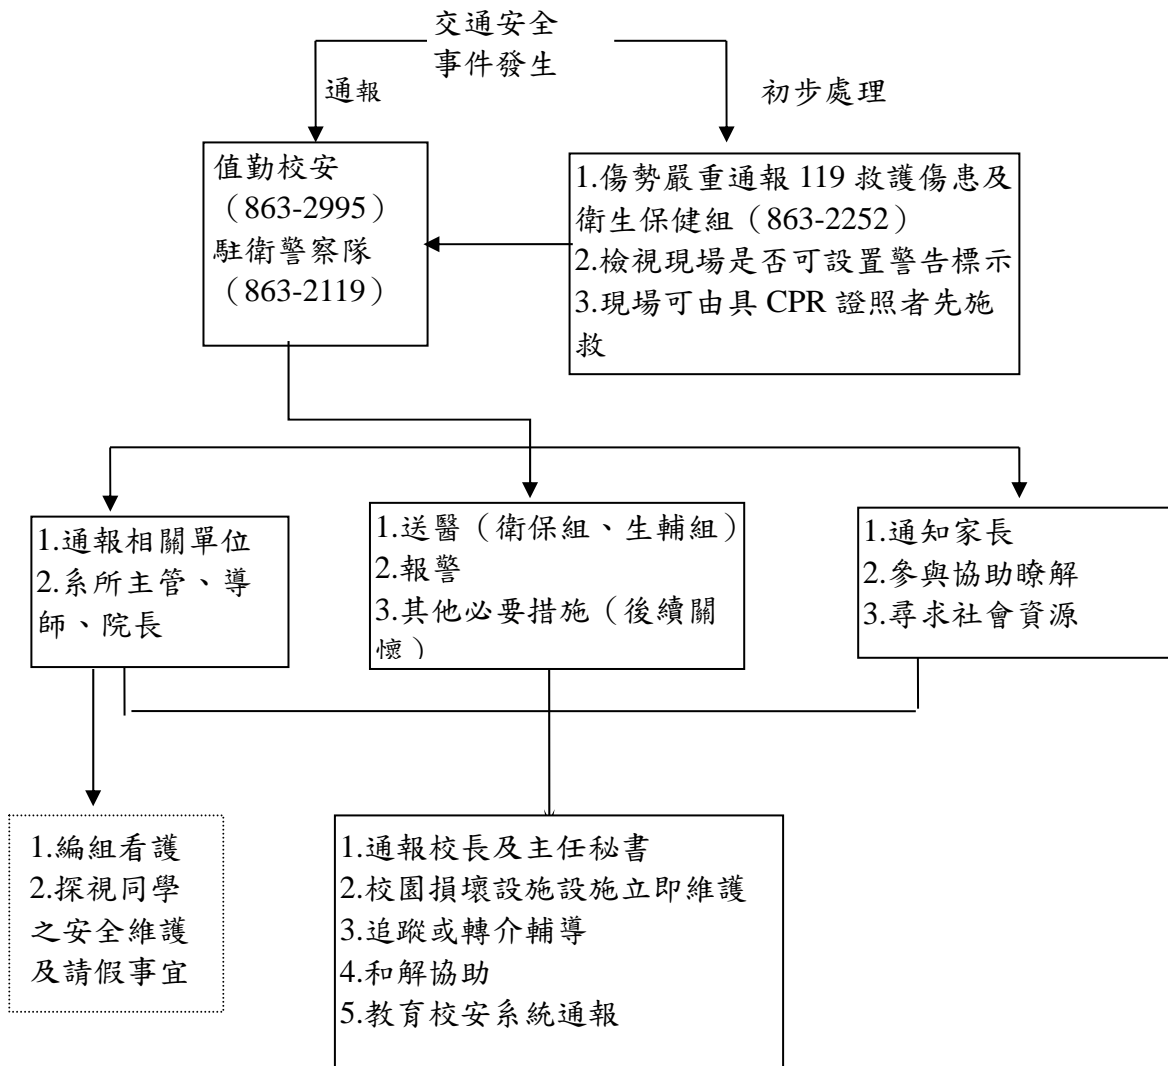 交通安全
事件發生
通報
初步處理
值勤校安
（863-2995）
駐衛警察隊
（863-2119）
1.傷勢嚴重通報 119 救護傷患及
衛生保健組（863-2252）
2.檢視現場是否可設置警告標示
3.現場可由具 CPR 證照者先施
救
1.通報相關單位
2.系所主管、導
師、院長
1.送醫（衛保組、生輔組）
2.報警
3.其他必要措施（後續關
懷）
1.通知家長
2.參與協助瞭解
3.尋求社會資源
1.編組看護
2.探視同學
之安全維護
及請假事宜
1.通報校長及主任秘書
2.校園損壞設施設施立即維護
3.追蹤或轉介輔導
4.和解協助
5.教育校安系統通報